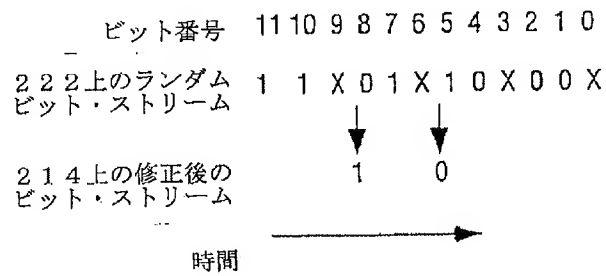 ビット番号 11 10 9 8 7 6 5 4 3 2 1 0
222上のランダム 1 1 X 0 1 X 1 0 X 0 0 X
ビット・ストリーム
214上の修正後の 1 0
ビット・ストリーム
時間